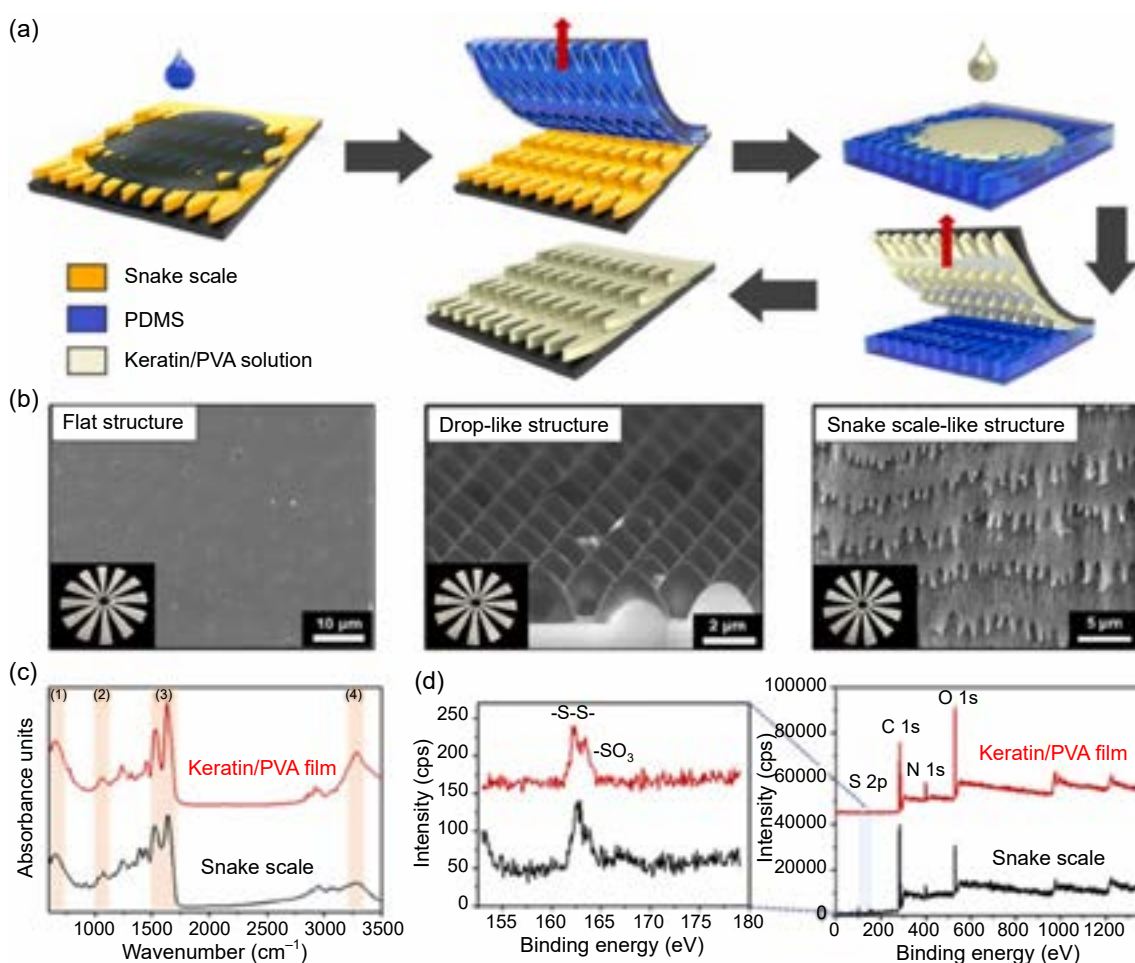 (a)
Snake scale
PDMS
Keratin/PVA solution
(b)
Flat structure
Drop-like structure
Snake scale-like structure
10 μm
2 μm
5 μm
(c)
(1)
(2)
(3)
(4)
Absorbance units
Keratin/PVA film
Snake scale
1000 1500 2000 2500 3000 3500
Wavenumber (cm–1)
(d)
250
200
150
100
50
0
Intensity (cps)
-S-S-
-SO3
155 160 165 170 175 180
Binding energy (eV)
100000
80000
60000
40000
20000
0
Intensity (cps)
O 1s
C 1s
N 1s
S 2p
Keratin/PVA film
Snake scale
0 200 400 600 800 1000 1200
Binding energy (eV)